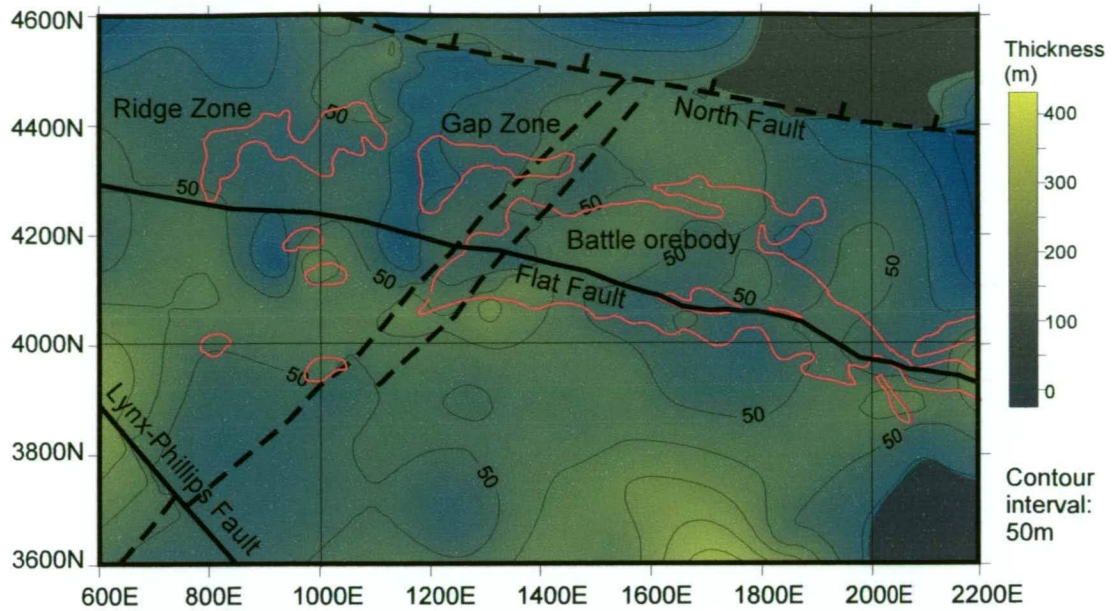 4600N
4400N
4200N
4000N
3800N
3600N
600E
800E
1000E
1200E
1400E
1600E
1800E
2000E
2200E
Ridge Zone
50
Gap Zone
North Fault
50
50
Battle orebody
50
50
50
Flat Fault
50
50
50
50
50
Lynx-Phillips Fault
Thickness
(m)
400
300
200
100
0
Contour
interval:
50m